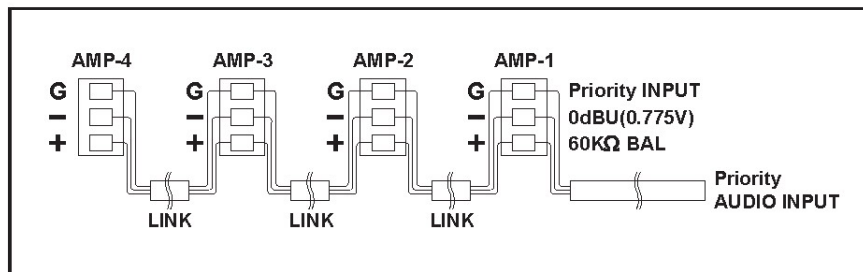 AMP-4 AMP-3 AMP-2 AMP-1
G G G G Priority INPUT
− − − − 0dBU(0.775V)
+ + + + 60KΩ BAL
Priority
AUDIO INPUT
LINK LINK LINK